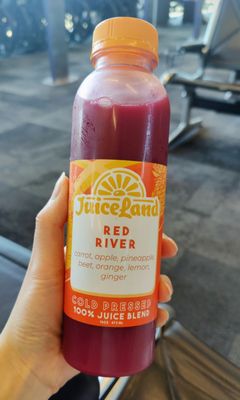 JuiceLand
RED
RIVER
carrot, apple, pineapple,
beet, orange, lemon,
ginger
COLD PRESSED
100% JUICE BLEND